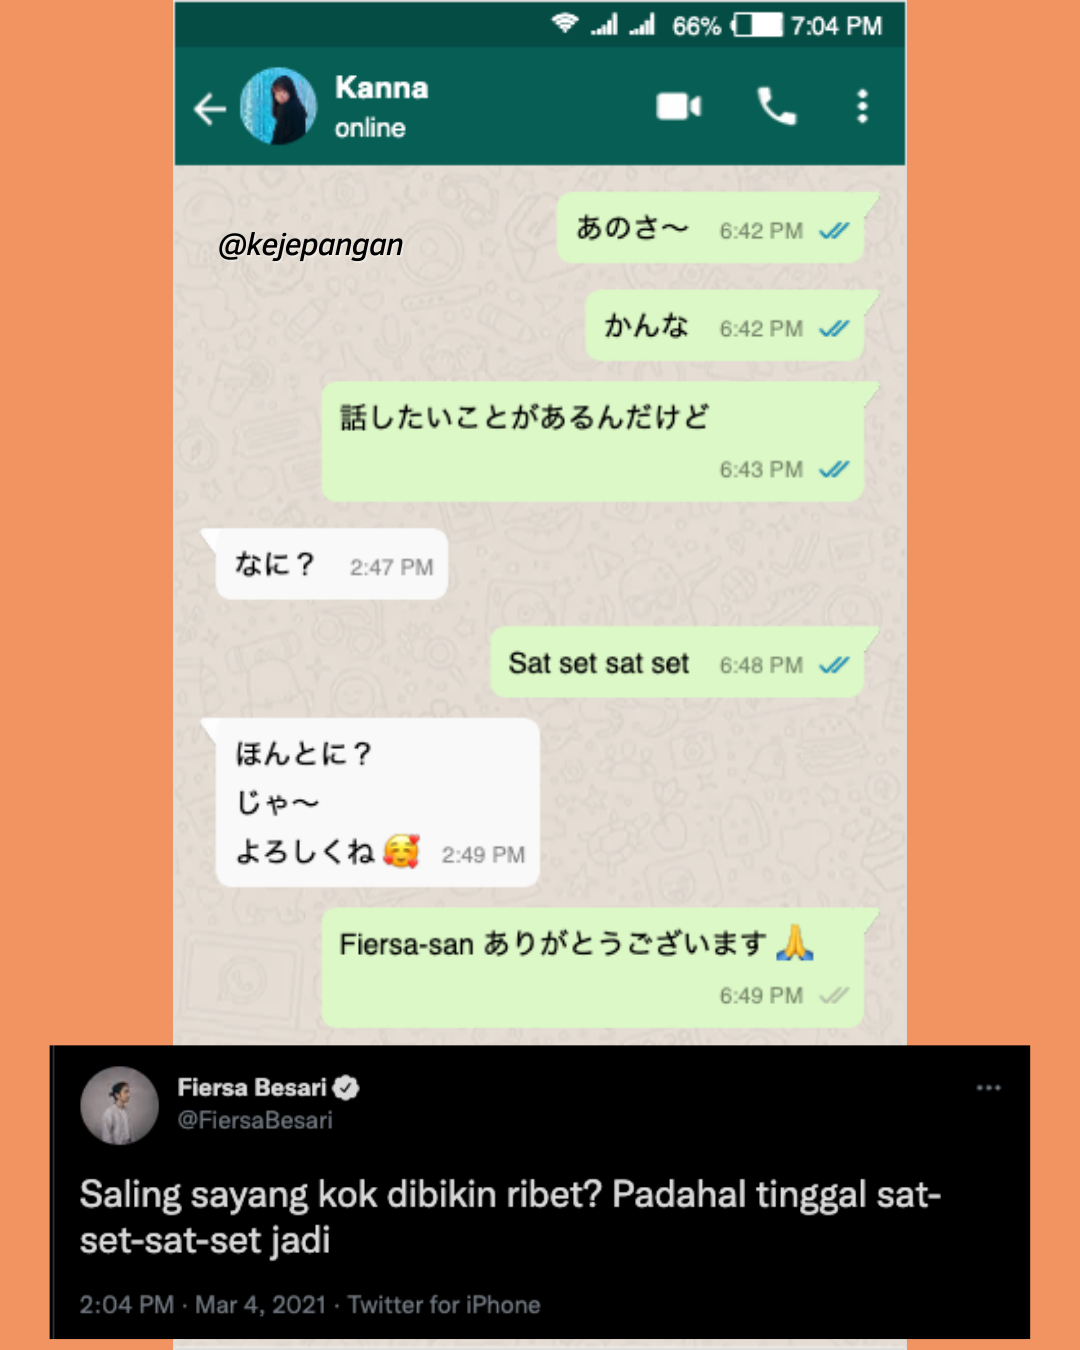 66% 7:04 PM
Kanna
online
@kejepangan
あのさ〜 6:42 PM
かんな 6:42 PM
話したいことがあるんだけど
6:43 PM
なに？ 2:47 PM
Sat set sat set 6:48 PM
ほんとに？
じゃ〜
よろしくね🥰 2:49 PM
Fiersa-san ありがとうございます🙏
6:49 PM
Fiersa Besari
@FiersaBesari
Saling sayang kok dibikin ribet? Padahal tinggal sat-
set-sat-set jadi
2:04 PM · Mar 4, 2021 · Twitter for iPhone